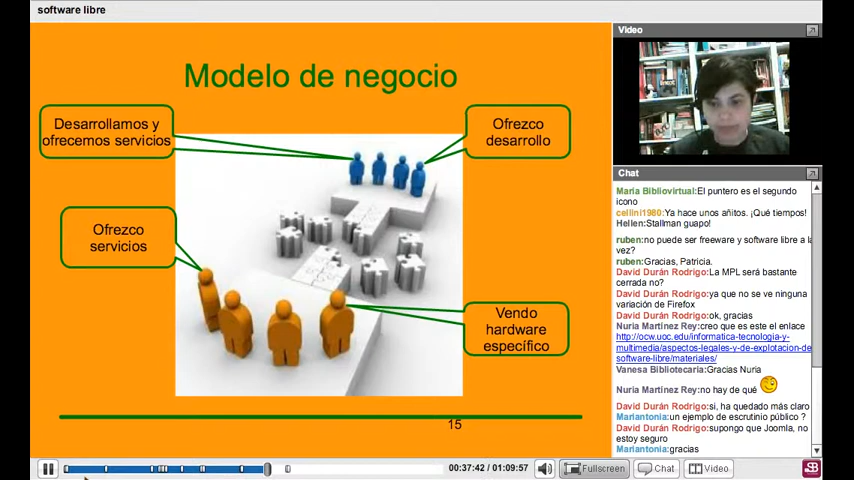 software libre
Modelo de negocio
Desarrollamos y
ofrecemos servicios
Ofrezco
desarrollo
Ofrezco
servicios
Vendo
hardware
específico
15
Video
Chat
Maria Bibliovirtual:El puntero es el segundo
icono
cellini1980:Ya hace unos añitos. ¡Qué tiempos!
Hellen:Stallman guapo!
ruben:no puede ser freeware y software libre a la
vez?
ruben:Gracias, Patricia.
David Durán Rodrigo:La MPL será bastante
cerrada no?
David Durán Rodrigo:ya que no se ve ninguna
variación de Firefox
David Durán Rodrigo:ok, gracias
Nuria Martínez Rey:creo que es este el enlace
http://ocw.uoc.edu/informatica-tecnologia-y-
multimedia/aspectos-legales-y-de-explotacion-de
software-libre/materiales/
Vanesa Bibliotecaria:Gracias Nuria
Nuria Martínez Rey:no hay de qué
David Durán Rodrigo:si, ha quedado más claro
Mariantonia:un ejemplo de escrutinio público ?
David Durán Rodrigo:supongo que Joomla, no
estoy seguro
Mariantonia:gracias
00:37:42 / 01:09:57
Fullscreen
Chat
Video